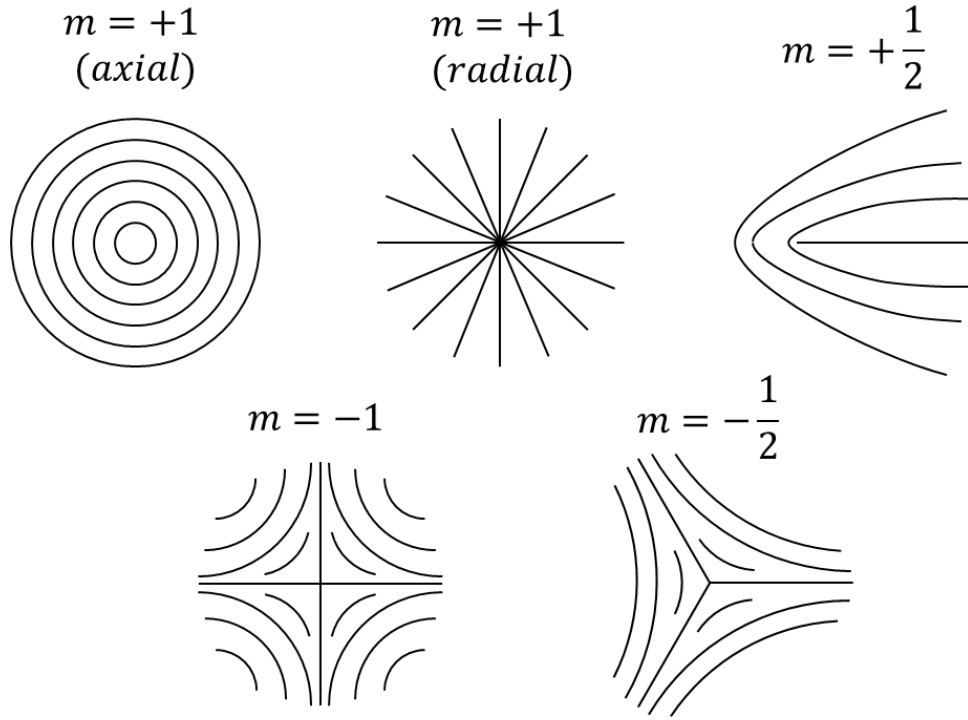 m = +1
(axial)
m = +1
(radial)
m = +1/2
m = −1
m = −1/2